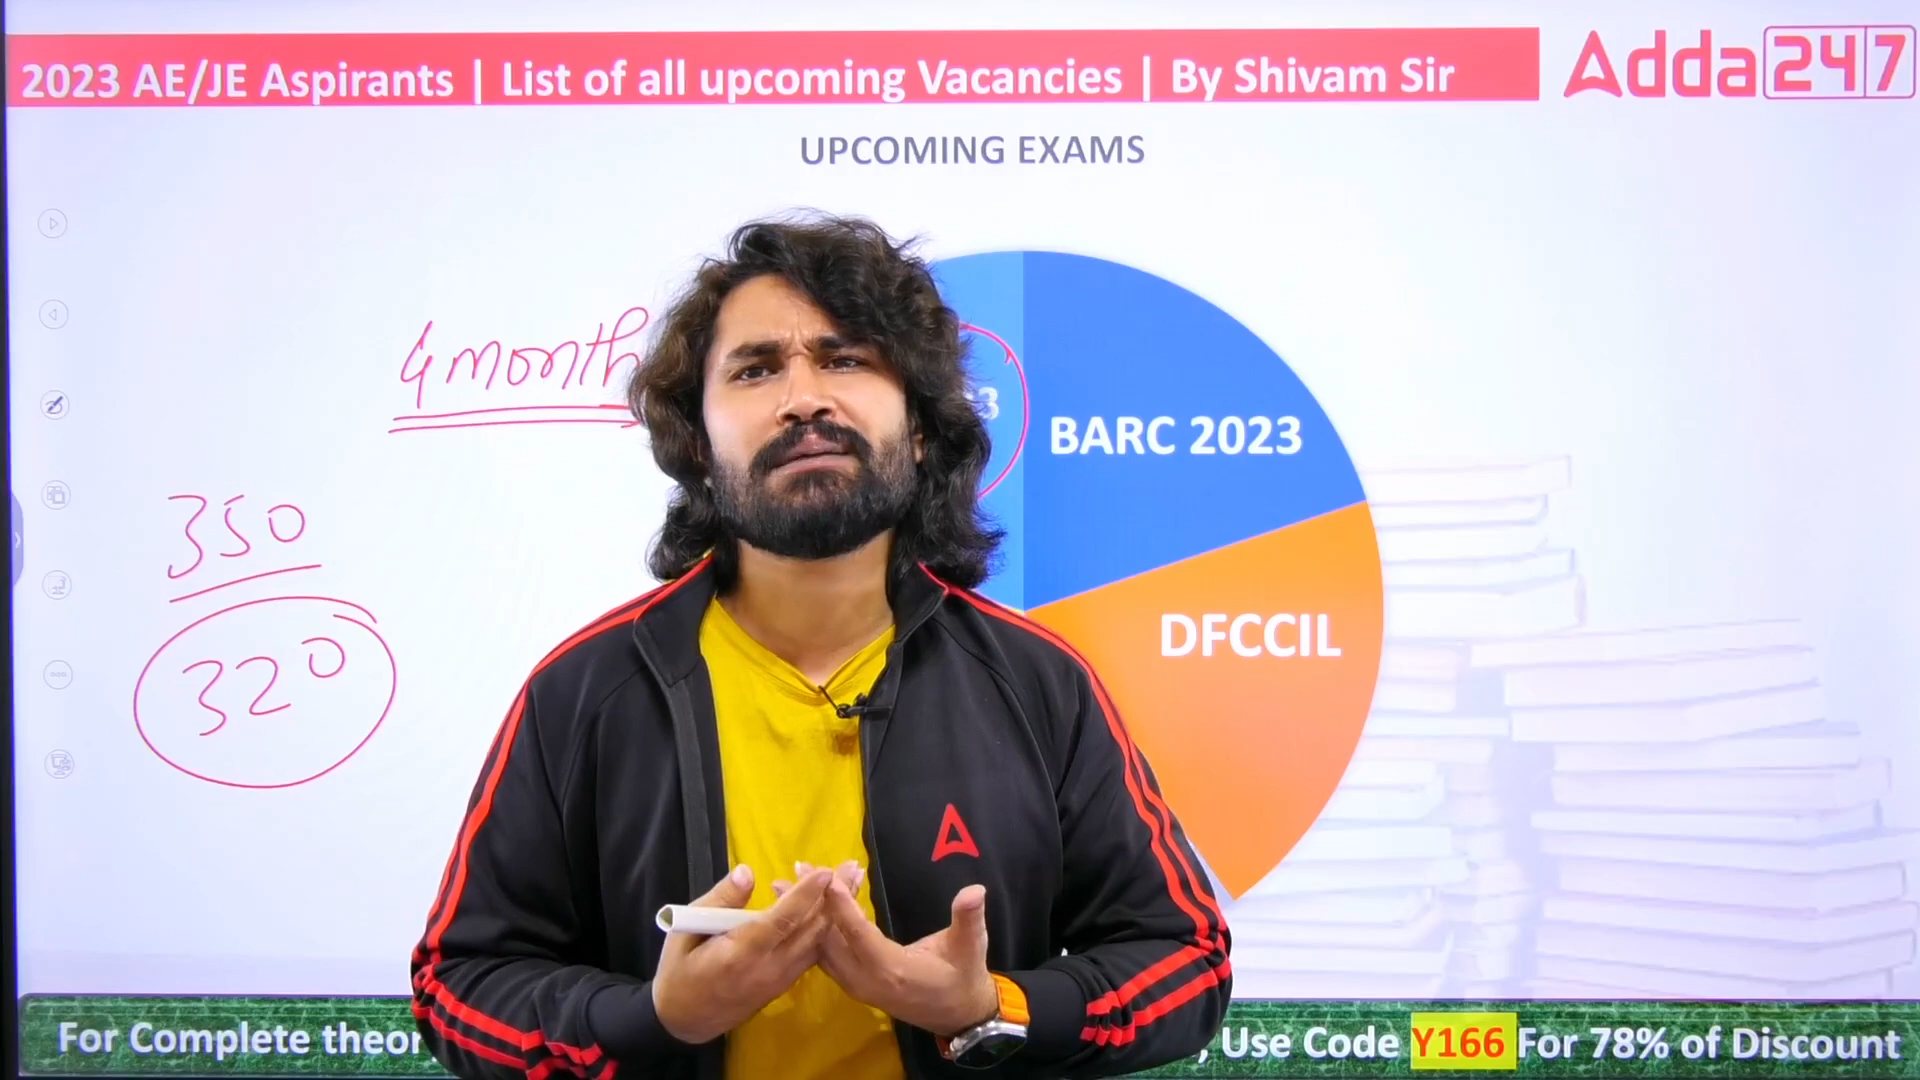 2023 AE/JE Aspirants | List of all upcoming Vacancies | By Shivam Sir
Adda247
UPCOMING EXAMS
4 month
3
BARC 2023
350
DFCCIL
320
For Complete theor
, Use Code Y166 For 78% of Discount